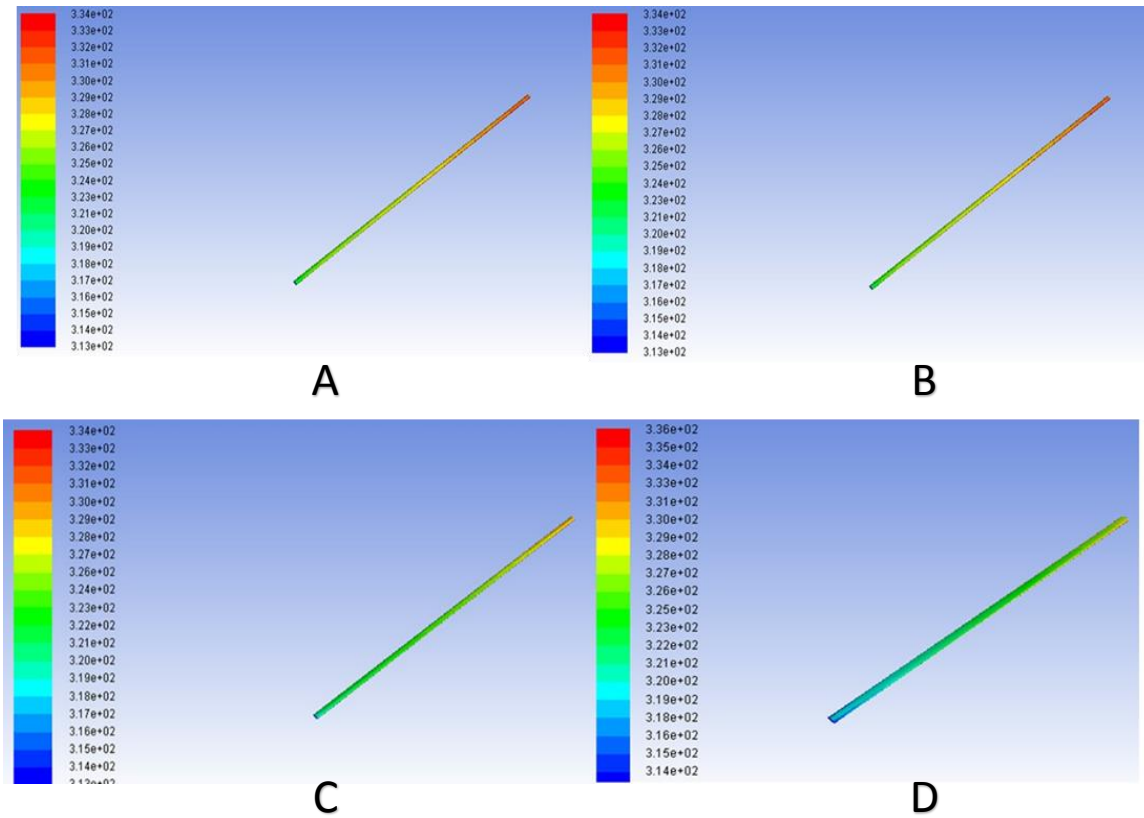 3.34e+02
3.33e+02
3.32e+02
3.31e+02
3.30e+02
3.29e+02
3.28e+02
3.27e+02
3.26e+02
3.25e+02
3.24e+02
3.23e+02
3.21e+02
3.20e+02
3.19e+02
3.18e+02
3.17e+02
3.16e+02
3.15e+02
3.14e+02
3.13e+02
A
3.34e+02
3.33e+02
3.32e+02
3.31e+02
3.30e+02
3.29e+02
3.28e+02
3.27e+02
3.26e+02
3.25e+02
3.24e+02
3.23e+02
3.21e+02
3.20e+02
3.19e+02
3.18e+02
3.17e+02
3.16e+02
3.15e+02
3.14e+02
3.13e+02
B
3.34e+02
3.33e+02
3.32e+02
3.31e+02
3.30e+02
3.29e+02
3.28e+02
3.27e+02
3.26e+02
3.24e+02
3.23e+02
3.22e+02
3.21e+02
3.20e+02
3.19e+02
3.18e+02
3.17e+02
3.16e+02
3.15e+02
3.14e+02
C
3.36e+02
3.35e+02
3.34e+02
3.33e+02
3.31e+02
3.30e+02
3.29e+02
3.28e+02
3.27e+02
3.26e+02
3.25e+02
3.23e+02
3.22e+02
3.21e+02
3.20e+02
3.19e+02
3.18e+02
3.16e+02
3.15e+02
3.14e+02
D